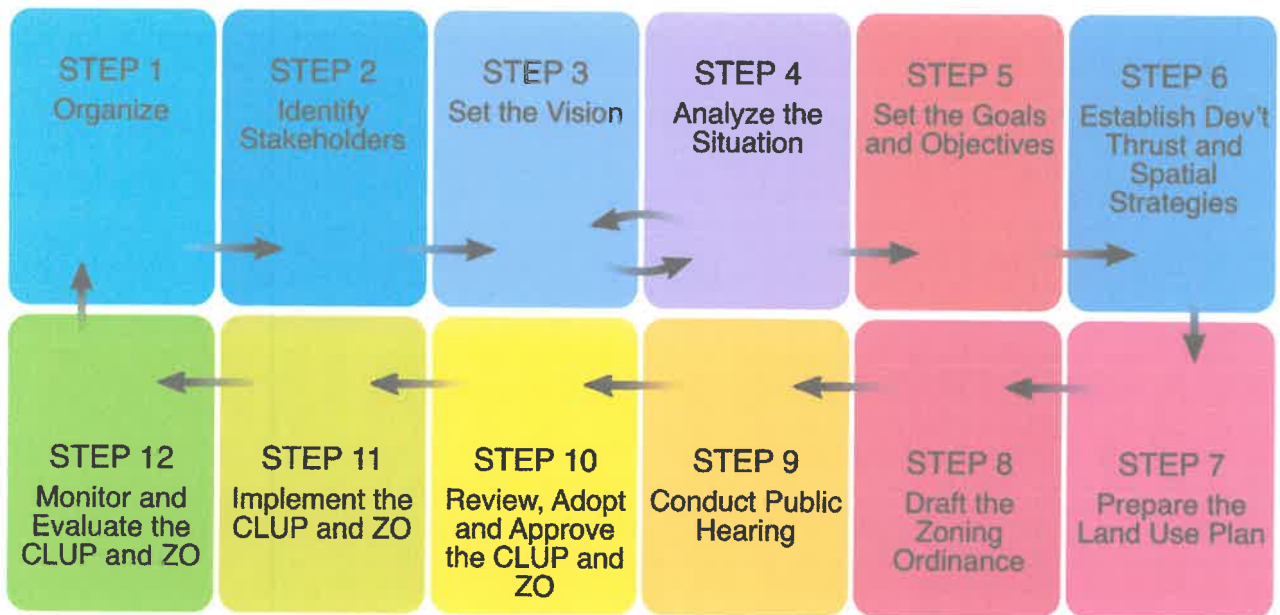 STEP 1
Organize
STEP 2
Identify
Stakeholders
STEP 3
Set the Vision
STEP 4
Analyze the
Situation
STEP 5
Set the Goals
and Objectives
STEP 6
Establish Dev't
Thrust and
Spatial
Strategies
STEP 7
Prepare the
Land Use Plan
STEP 8
Draft the
Zoning
Ordinance
STEP 9
Conduct Public
Hearing
STEP 10
Review, Adopt
and Approve
the CLUP and
ZO
STEP 11
Implement the
CLUP and ZO
STEP 12
Monitor and
Evaluate the
CLUP and ZO